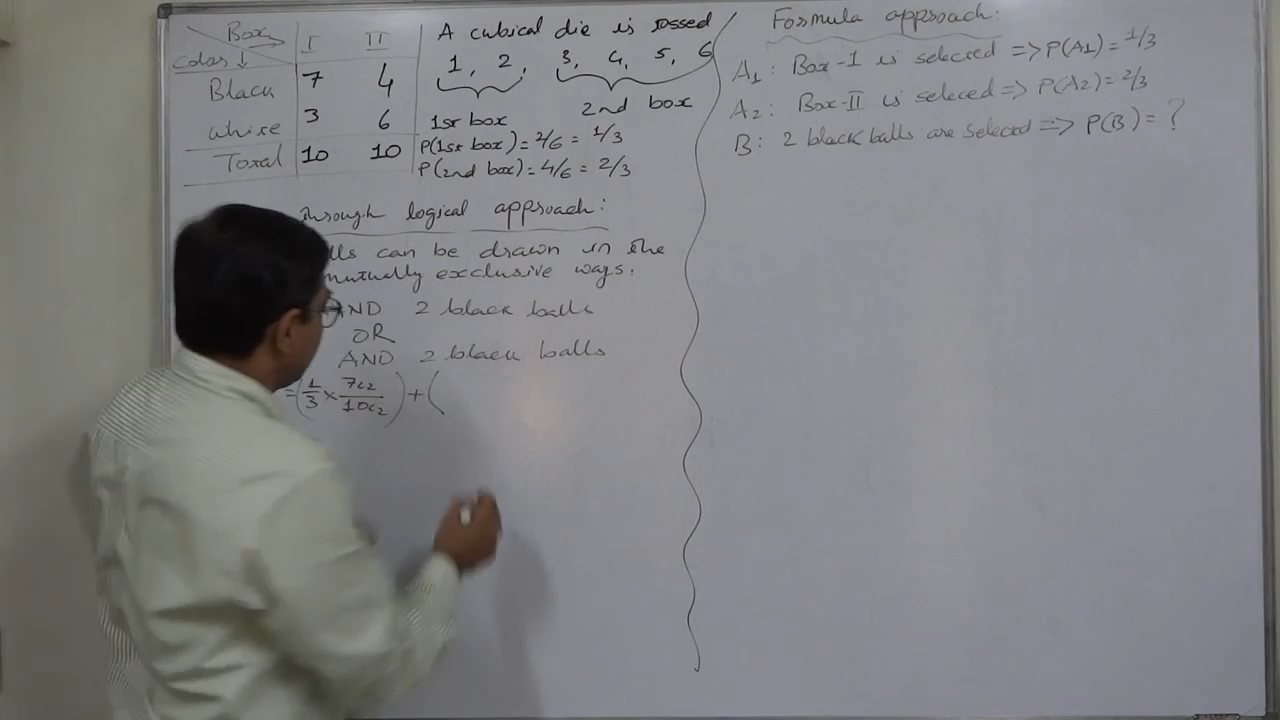 Box I II
Color ↓
Black 7 4
White 3 6
Total 10 10
A cubical die is tossed
1, 2, 3, 4, 5, 6
1st box 2nd box
P(1st box) = 2/6 = 1/3
P(2nd box) = 4/6 = 2/3
Through logical approach:
can be drawn in the
mutually exclusive ways.
AND 2 black balls
OR
AND 2 black balls
= (1/3 × 7C2/10C2) + (
Formula approach:
A1: Box-I is selected => P(A1) = 1/3
A2: Box-II is seleced => P(A2) = 2/3
B: 2 black balls are selected => P(B) = ?